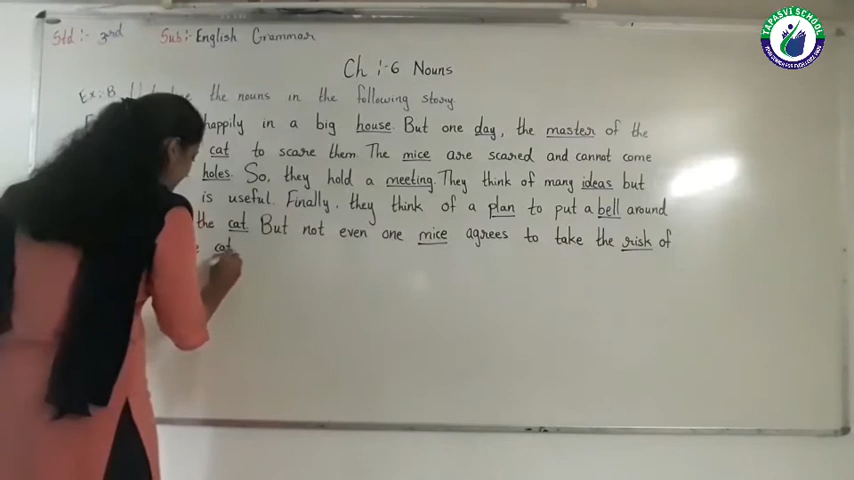 TAPASVI SCHOOL
Std :- 3rd Sub :- English Grammar
Ch :- 6 Nouns
Ex :- B the nouns in the following story.
happily in a big house. But one day, the master of the
cat to scare them. The mice are scared and cannot come
holes. So, they hold a meeting. They think of many ideas but
is useful. Finally, they think of a plan to put a bell around
the cat. But not even one mice agrees to take the risk of
cat